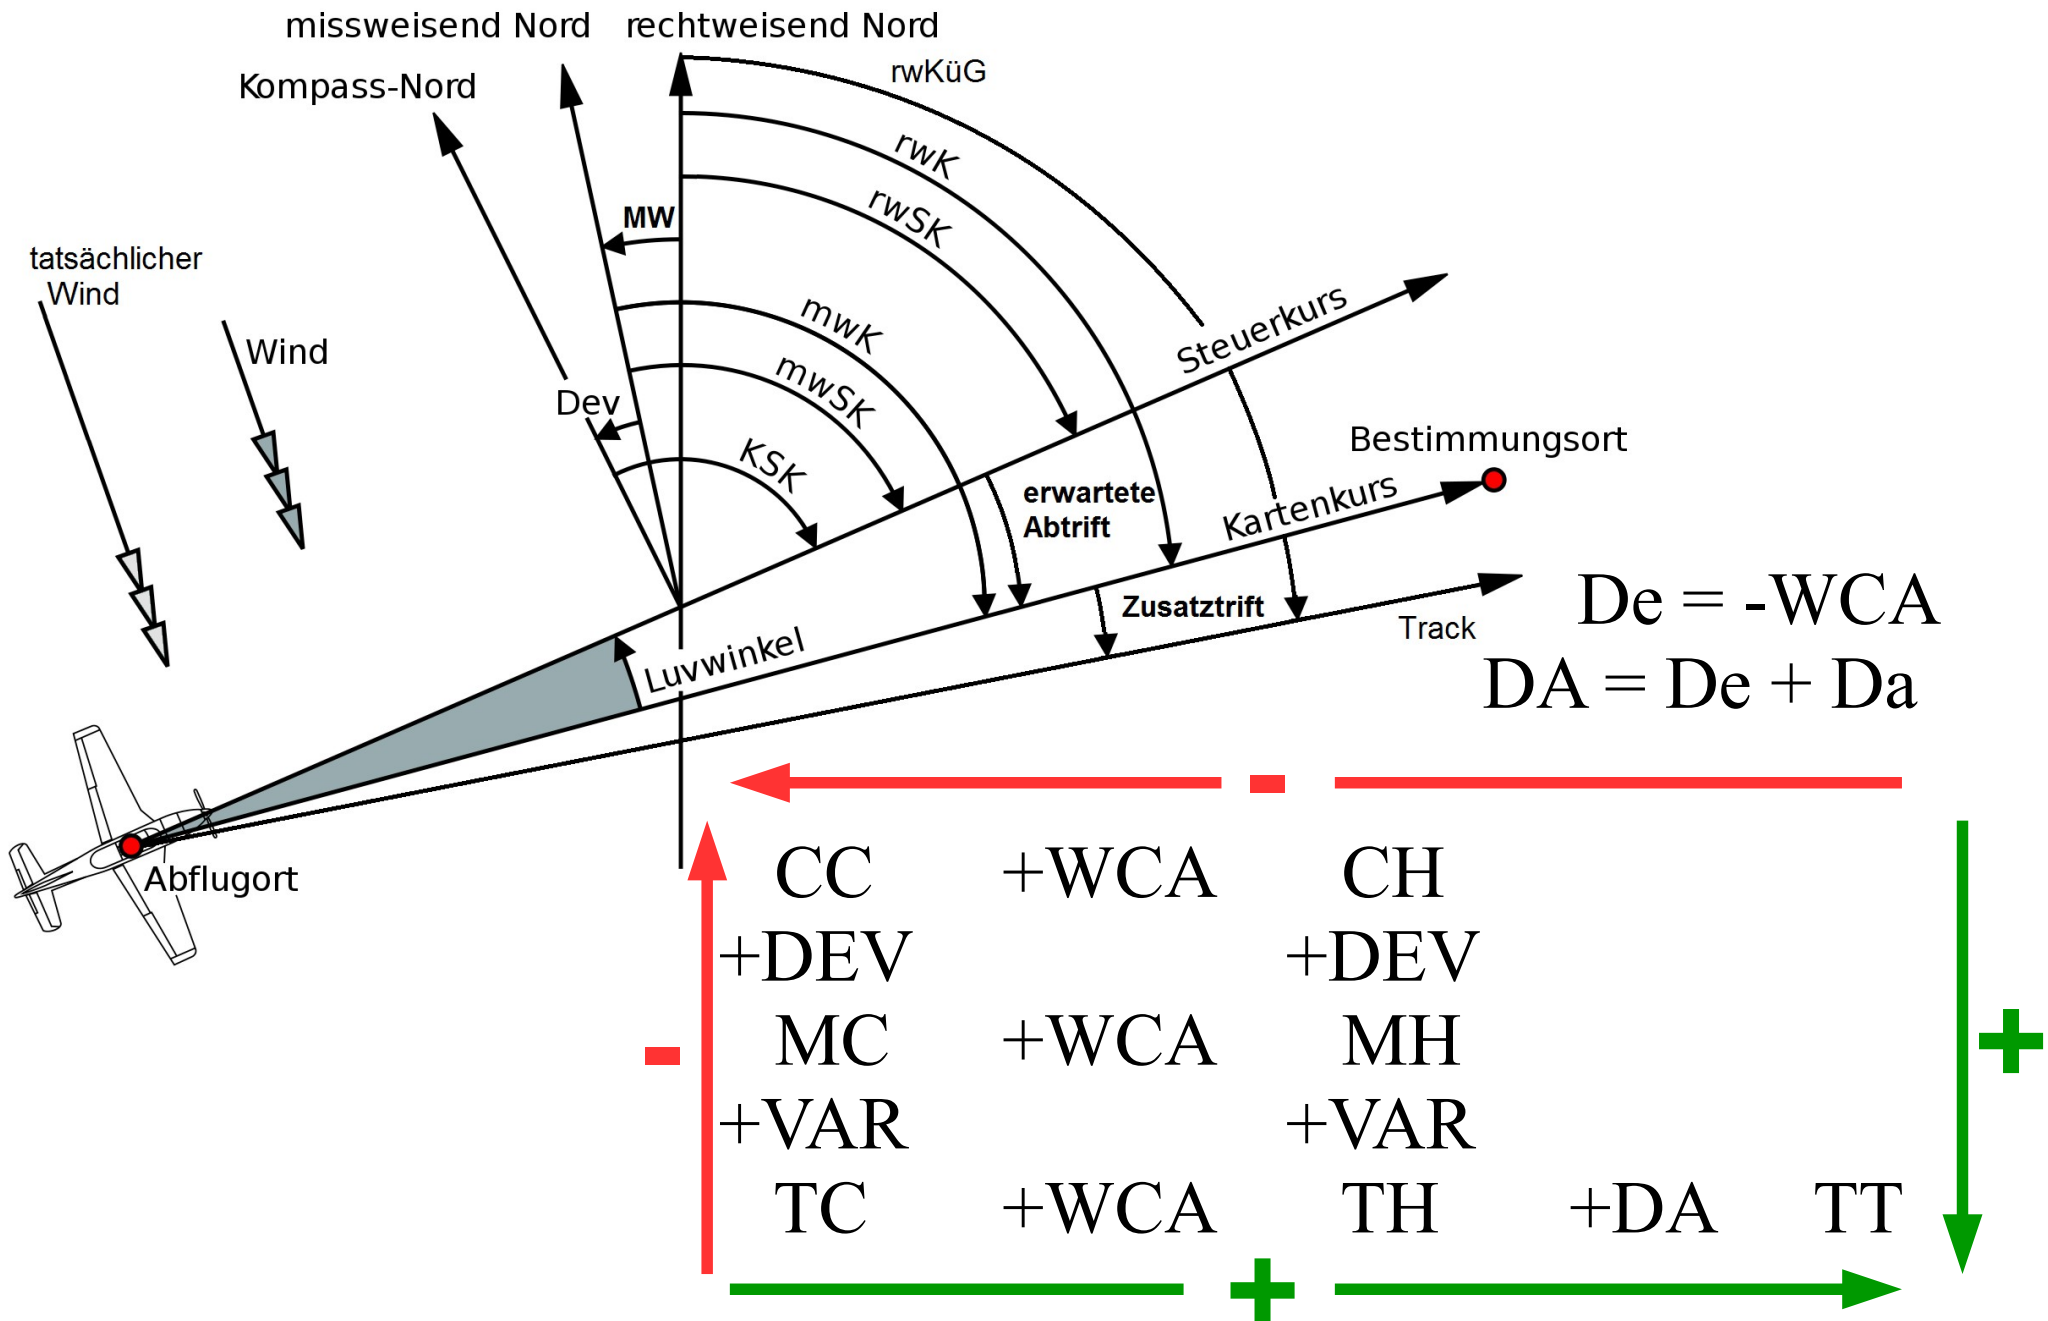 missweisend Nord
rechtweisend Nord
Kompass-Nord
rwKüG
rwK
rwSK
MW
tatsächlicher
Wind
Wind
mwK
mwSK
Dev
KSK
Steuerkurs
Bestimmungsort
erwartete
Abtrift
Kartenkurs
Zusatztrift
Track
Luvwinkel
Abflugort
De = -WCA
DA = De + Da
-
CC +WCA CH
+DEV +DEV
MC +WCA MH
- +
+VAR +VAR
TC +WCA TH +DA TT
+